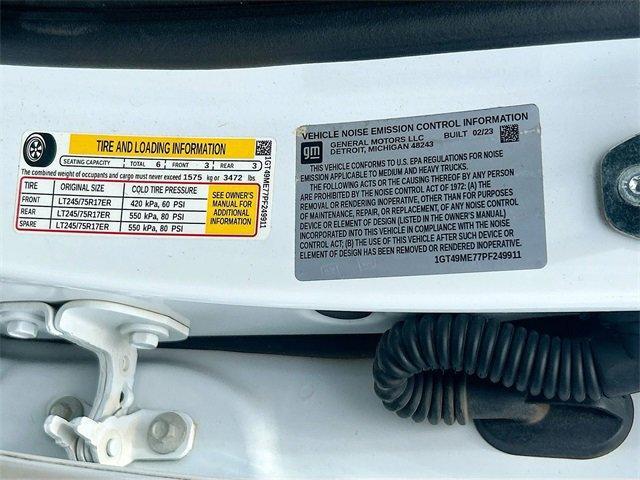 TIRE AND LOADING INFORMATION
SEATING CAPACITY TOTAL 6 FRONT 3 REAR 3
The combined weight of occupants and cargo must never exceed 1575 kg or 3472 lbs
TIRE ORIGINAL SIZE COLD TIRE PRESSURE
FRONT LT245/75R17ER 420 kPa, 60 PSI
REAR LT245/75R17ER 550 kPa, 80 PSI
SPARE LT245/75R17ER 550 kPa, 80 PSI
SEE OWNER'S
MANUAL FOR
ADDITIONAL
INFORMATION
1GT49ME77PF249911
VEHICLE NOISE EMISSION CONTROL INFORMATION
gm
GENERAL MOTORS LLC BUILT 02/23
DETROIT, MICHIGAN 48243
THIS VEHICLE CONFORMS TO U.S. EPA REGULATIONS FOR NOISE
EMISSION APPLICABLE TO MEDIUM AND HEAVY TRUCKS.
THE FOLLOWING ACTS OR THE CAUSING THEREOF BY ANY PERSON
ARE PROHIBITED BY THE NOISE CONTROL ACT OF 1972: (A) THE
REMOVAL OR RENDERING INOPERATIVE, OTHER THAN FOR PURPOSES
OF MAINTENANCE, REPAIR, OR REPLACEMENT, OF ANY NOISE CONTROL
DEVICE OR ELEMENT OF DESIGN (LISTED IN THE OWNER'S MANUAL)
INCORPORATED INTO THIS VEHICLE IN COMPLIANCE WITH THE NOISE
CONTROL ACT; (B) THE USE OF THIS VEHICLE AFTER SUCH DEVICE OR
ELEMENT OF DESIGN HAS BEEN REMOVED OR RENDERED INOPERATIVE.
1GT49ME77PF249911